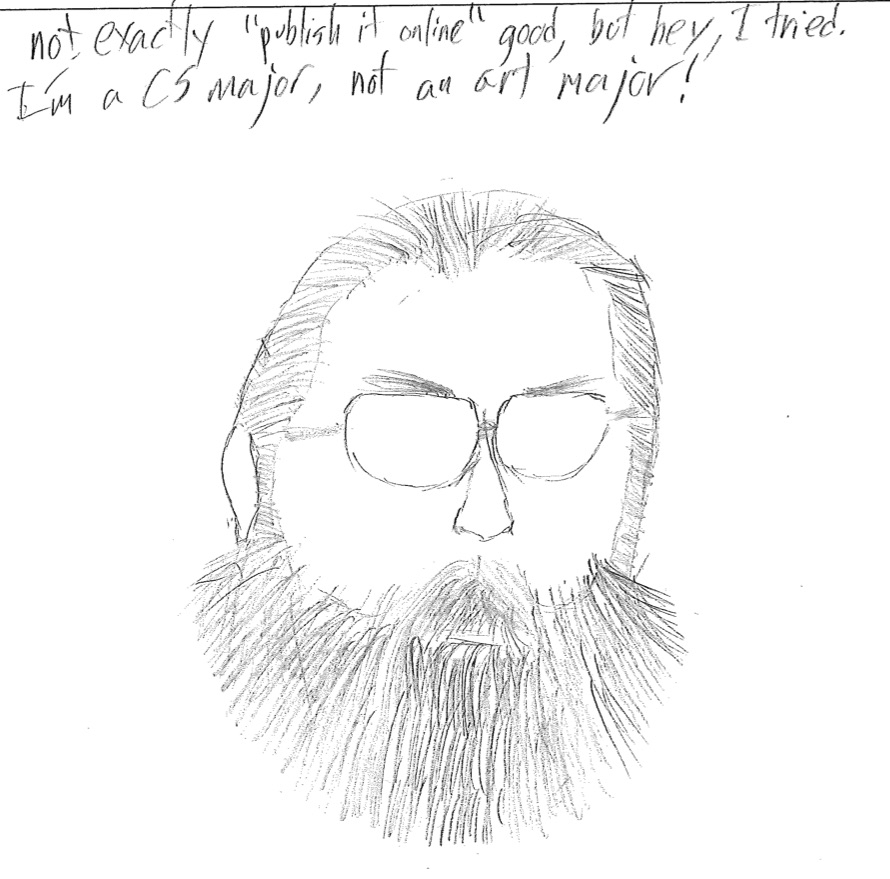 not exactly "publish it online" good, but hey, I tried.
I'm a CS major, not an art major!